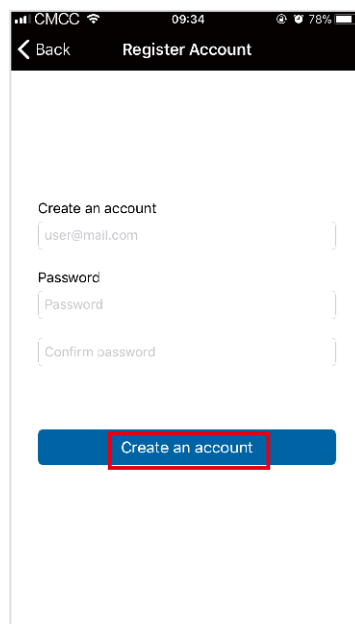 CMCC 09:34 78%
Back Register Account
Create an account
user@mail.com
Password
Password
Confirm password
Create an account